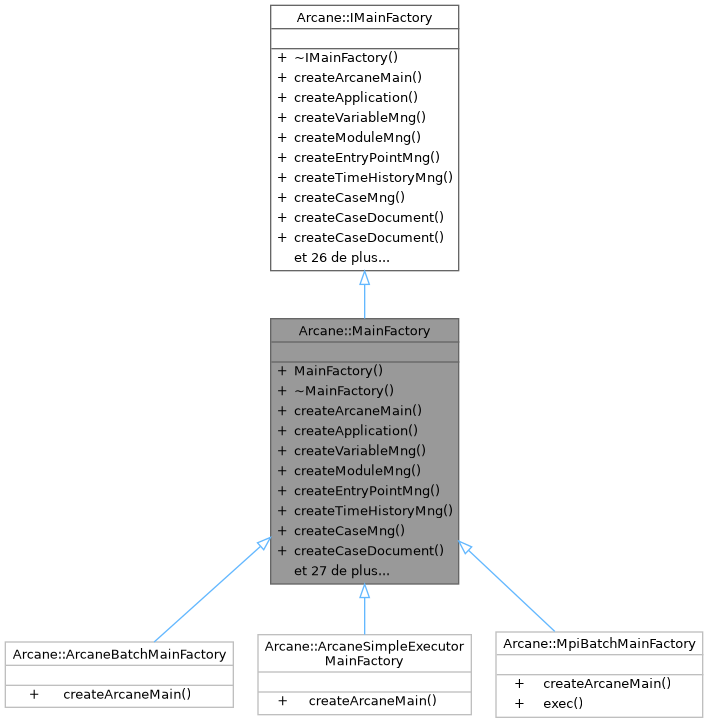 Arcane::IMainFactory
+ ~IMainFactory()
+ createArcaneMain()
+ createApplication()
+ createVariableMng()
+ createModuleMng()
+ createEntryPointMng()
+ createTimeHistoryMng()
+ createCaseMng()
+ createCaseDocument()
+ createCaseDocument()
et 26 de plus...
Arcane::MainFactory
+ MainFactory()
+ ~MainFactory()
+ createArcaneMain()
+ createApplication()
+ createVariableMng()
+ createModuleMng()
+ createEntryPointMng()
+ createTimeHistoryMng()
+ createCaseMng()
+ createCaseDocument()
et 27 de plus...
Arcane::ArcaneBatchMainFactory
+ createArcaneMain()
Arcane::ArcaneSimpleExecutor
MainFactory
+ createArcaneMain()
Arcane::MpiBatchMainFactory
+ createArcaneMain()
+ exec()